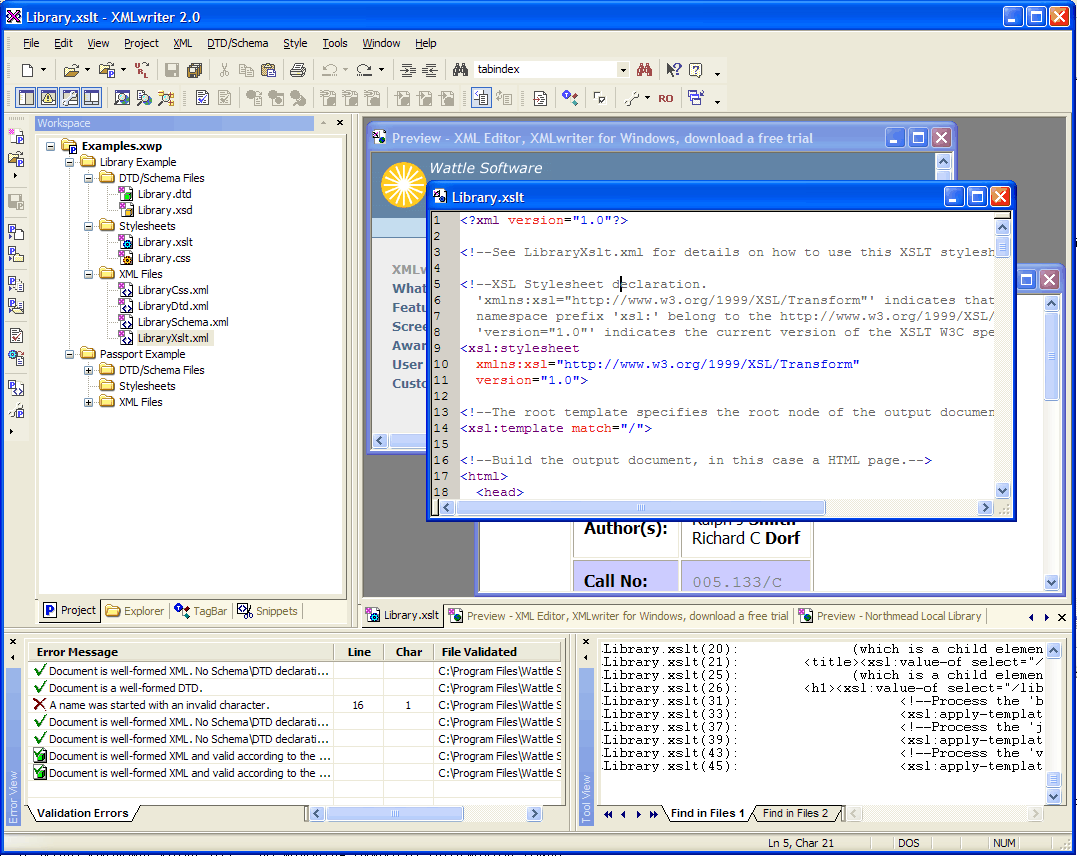 Library.xslt - XMLwriter 2.0
File Edit View Project XML DTD/Schema Style Tools Window Help
tabindex
RO
Workspace
Examples.xwp
Library Example
DTD/Schema Files
Library.dtd
Library.xsd
Stylesheets
Library.xslt
Library.css
XML Files
LibraryCss.xml
LibraryDtd.xml
LibrarySchema.xml
LibraryXslt.xml
Passport Example
DTD/Schema Files
Stylesheets
XML Files
Project Explorer TagBar Snippets
Preview - XML Editor, XMLwriter for Windows, download a free trial
Wattle Software
XMLw
What
Featu
Scree
Awar
User
Custo
Library.xslt
1 <?xml version="1.0"?>
2
3 <!--See LibraryXslt.xml for details on how to use this XSLT stylesh
4
5 <!--XSL Stylesheet declaration.
6 'xmlns:xsl="http://www.w3.org/1999/XSL/Transform"' indicates that
7 namespace prefix 'xsl:' belong to the http://www.w3.org/1999/XSL/
8 'version="1.0"' indicates the current version of the XSLT W3C spe
9 <xsl:stylesheet
10 xmlns:xsl="http://www.w3.org/1999/XSL/Transform"
11 version="1.0">
12
13 <!--The root template specifies the root node of the output documen
14 <xsl:template match="/">
15
16 <!--Build the output document, in this case a HTML page.-->
17 <html>
18 <head>
Author(s): Ralph J Smith
Richard C Dorf
Call No: 005.133/C
Library.xslt Preview - XML Editor, XMLwriter for Windows, download a free trial Preview - Northmead Local Library
Error Message Line Char File Validated
Document is well-formed XML. No Schema\DTD declarati... C:\Program Files\Wattle S
Document is a well-formed DTD. C:\Program Files\Wattle S
A name was started with an invalid character. 16 1 C:\Program Files\Wattle S
Document is well-formed XML. No Schema\DTD declarati... C:\Program Files\Wattle S
Document is well-formed XML. No Schema\DTD declarati... C:\Program Files\Wattle S
Document is well-formed XML and valid according to the ... C:\Program Files\Wattle S
Document is well-formed XML and valid according to the ... C:\Program Files\Wattle S
Error View
Validation Errors
Library.xslt(20): (which is a child elemen
Library.xslt(21): <title><xsl:value-of select="/
Library.xslt(25): (which is a child elemen
Library.xslt(26): <h1><xsl:value-of select="/lib
Library.xslt(31): <!--Process the 'b
Library.xslt(33): <xsl:apply-templat
Library.xslt(37): <!--Process the 'j
Library.xslt(39): <xsl:apply-templat
Library.xslt(43): <!--Process the 'v
Library.xslt(45): <xsl:apply-templat
Tool View
Find in Files 1 Find in Files 2
Ln 5, Char 21 DOS NUM